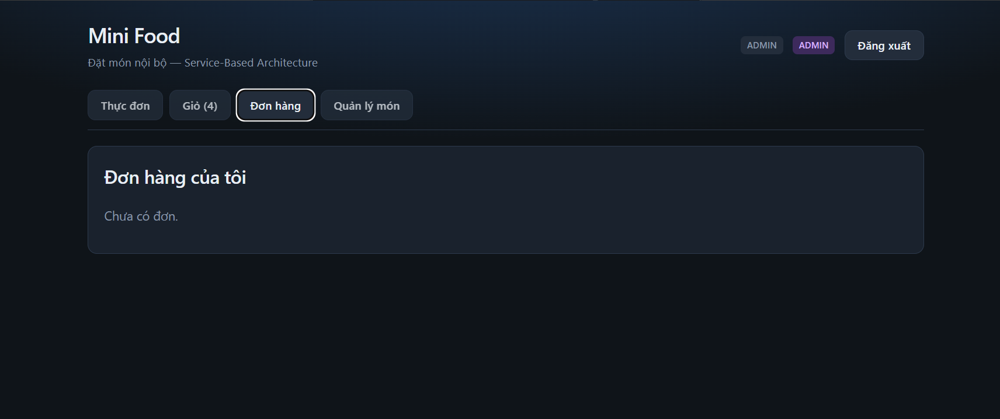 Mini Food
Đặt món nội bộ — Service-Based Architecture
ADMIN ADMIN Đăng xuất
Thực đơn Giỏ (4) Đơn hàng Quản lý món
Đơn hàng của tôi
Chưa có đơn.